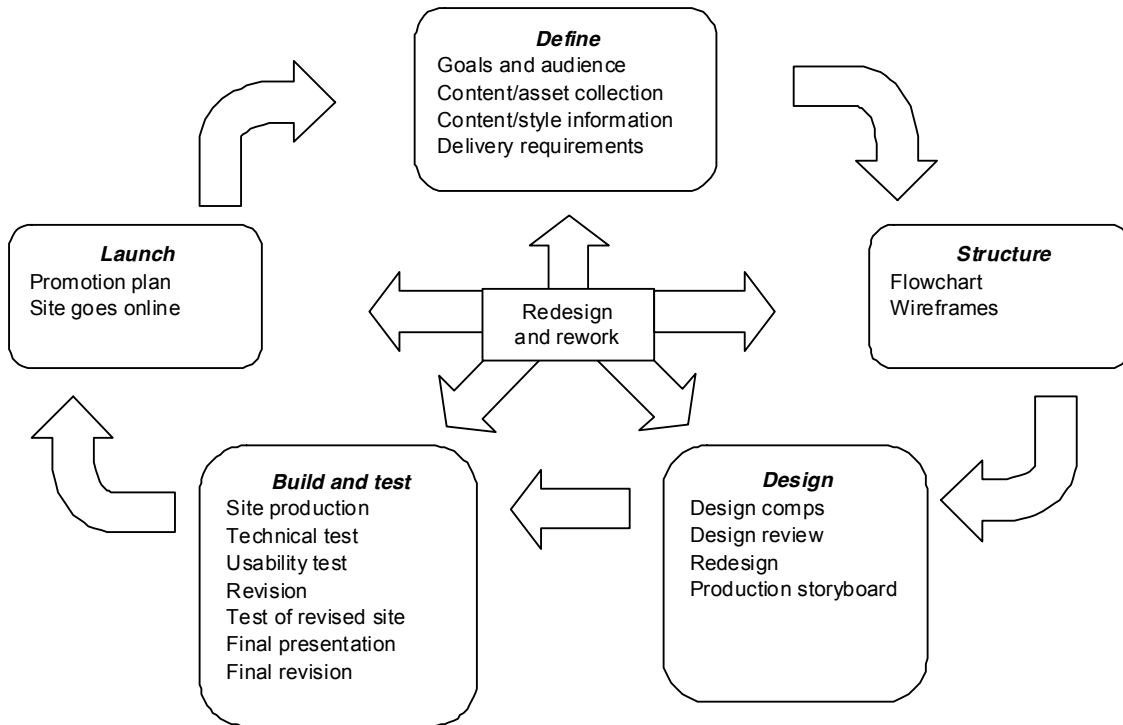 Define
Goals and audience
Content/asset collection
Content/style information
Delivery requirements
Launch
Promotion plan
Site goes online
Redesign
and rework
Structure
Flowchart
Wireframes
Build and test
Site production
Technical test
Usability test
Revision
Test of revised site
Final presentation
Final revision
Design
Design comps
Design review
Redesign
Production storyboard